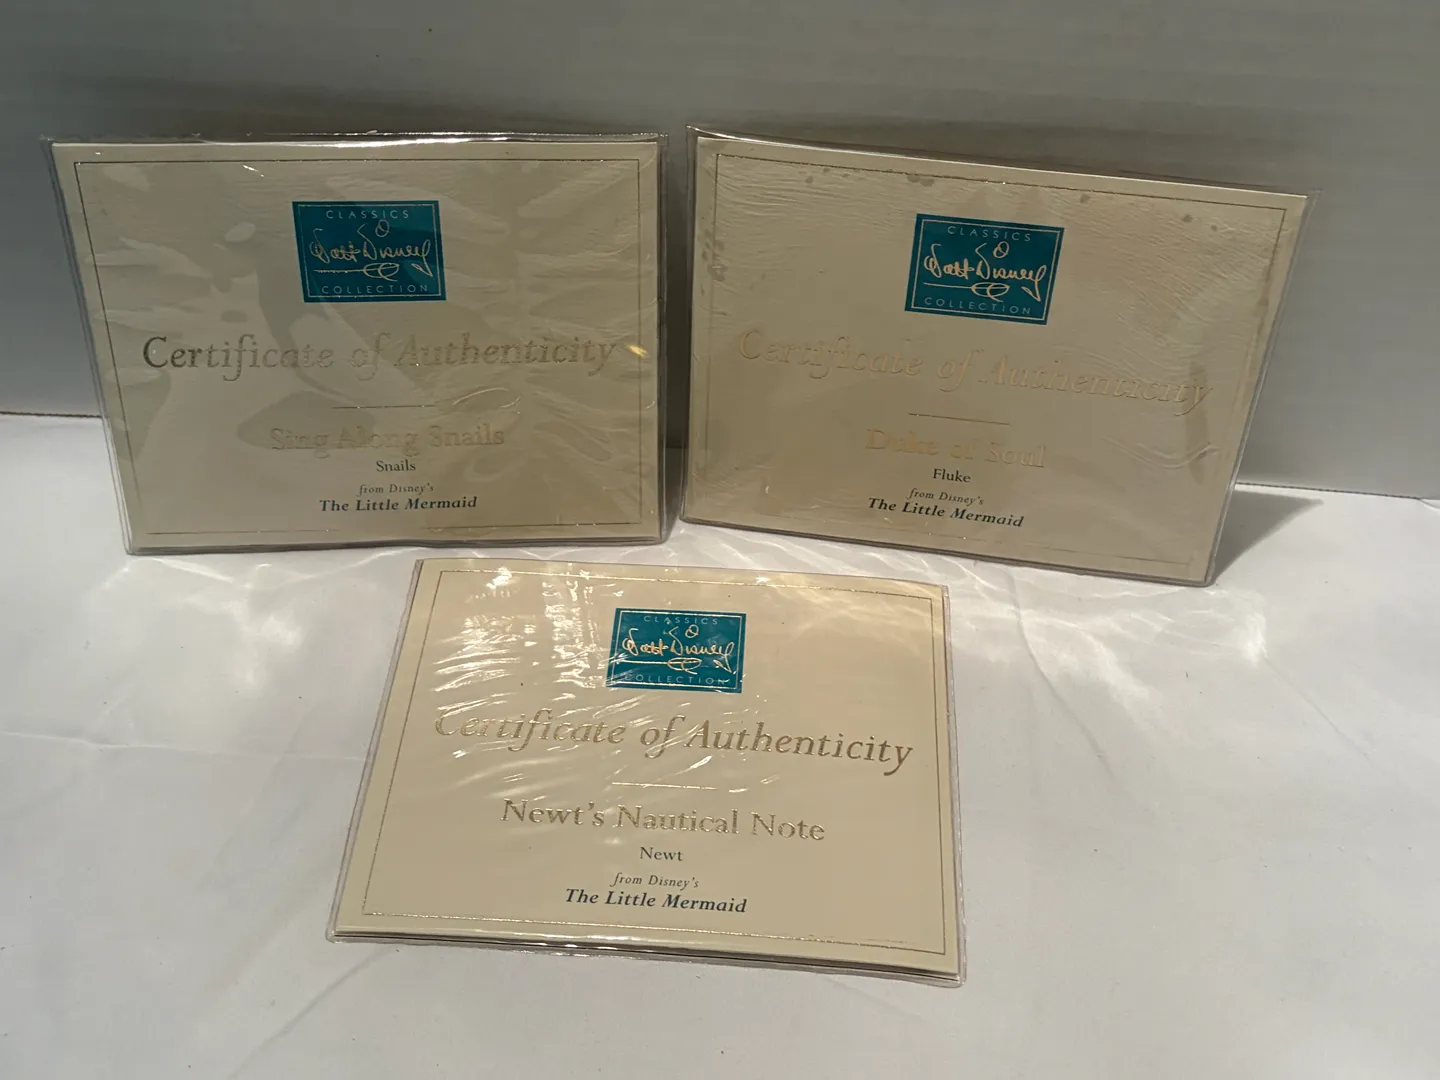 CLASSICS
Walt Disney
COLLECTION
Certificate of Authenticity
Sing Along Snails
Snails
from Disney's
The Little Mermaid
CLASSICS
Walt Disney
COLLECTION
Certificate of Authenticity
Duke of Soul
Fluke
from Disney's
The Little Mermaid
CLASSICS
Walt Disney
COLLECTION
Certificate of Authenticity
Newt's Nautical Note
Newt
from Disney's
The Little Mermaid